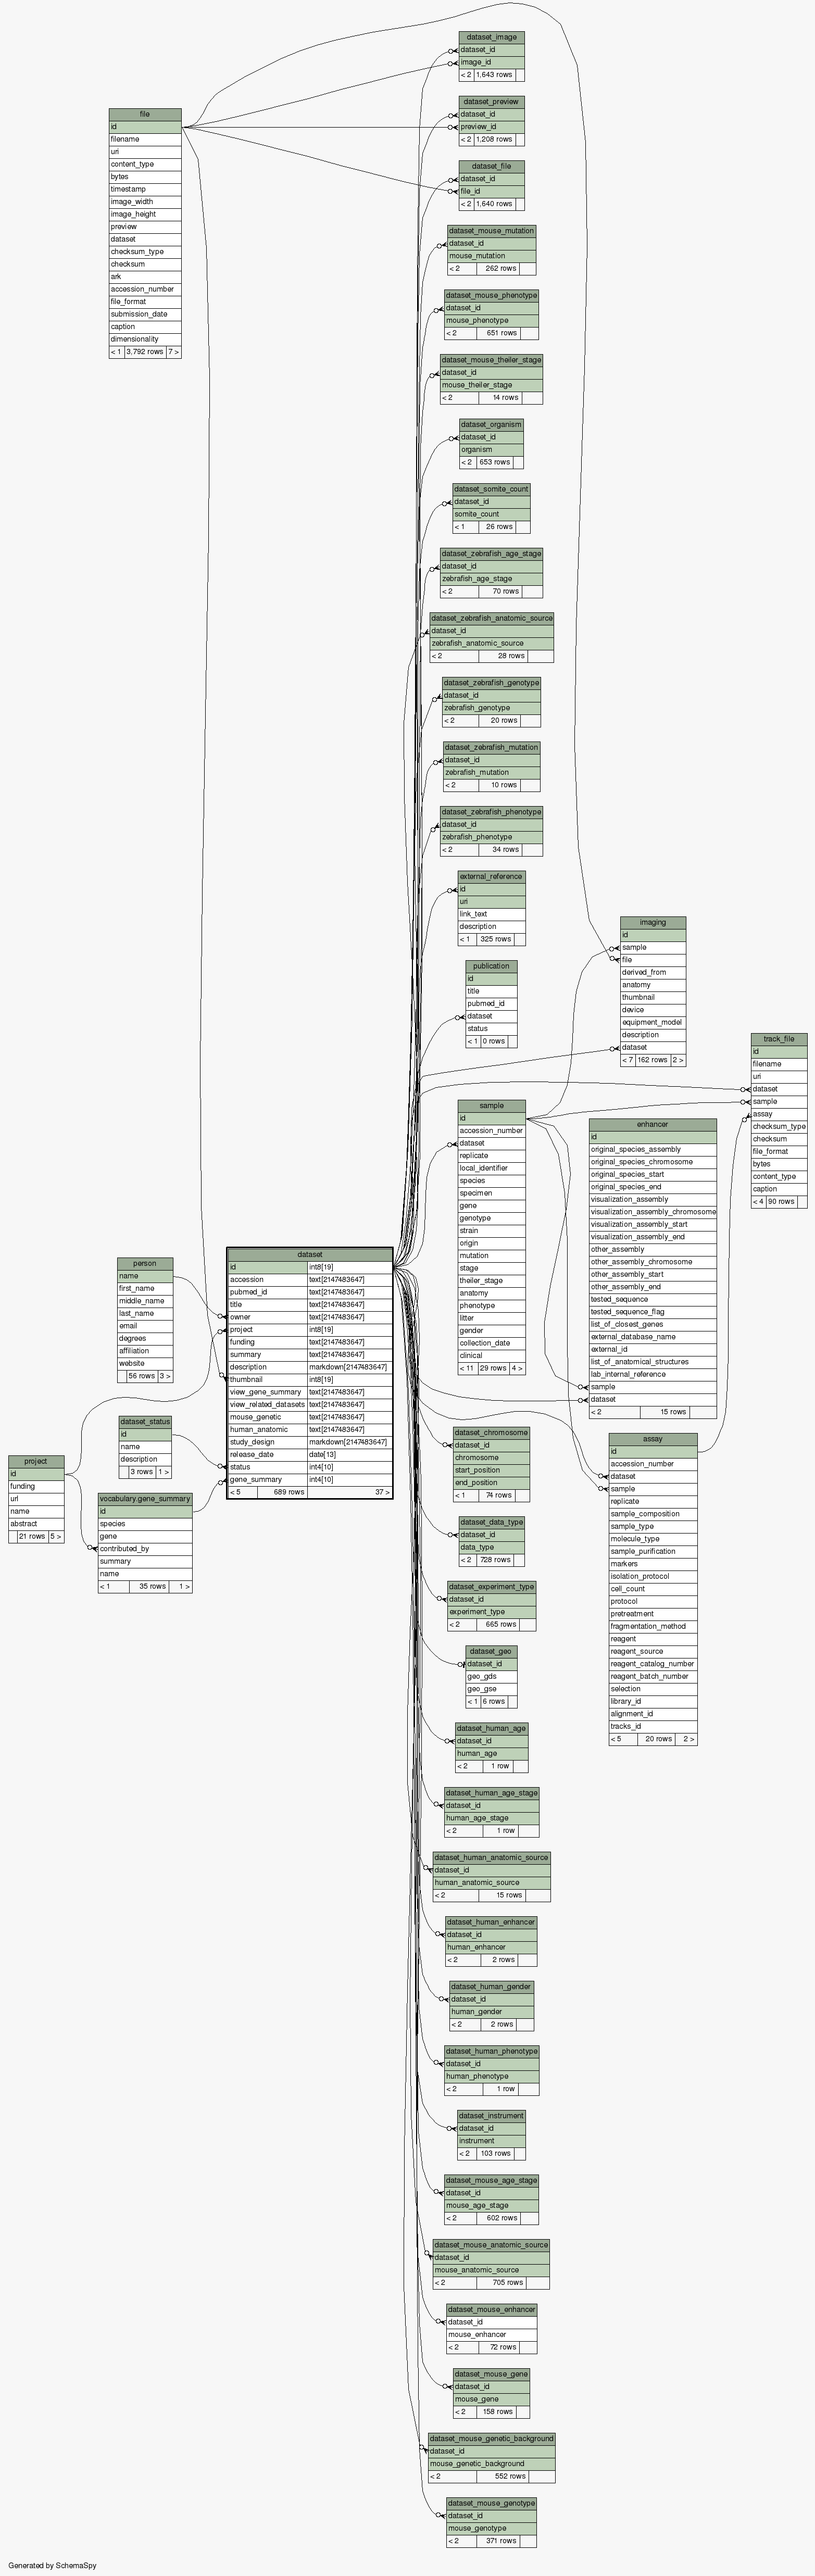 dataset_image
dataset_id
image_id
< 2 1,643 rows
dataset_preview
dataset_id
preview_id
< 2 1,208 rows
dataset_file
dataset_id
file_id
< 2 1,640 rows
file
id
filename
uri
content_type
bytes
timestamp
image_width
image_height
preview
dataset
checksum_type
checksum
ark
accession_number
file_format
submission_date
caption
dimensionality
< 1 3,792 rows 7 >
dataset_mouse_mutation
dataset_id
mouse_mutation
< 2 262 rows
dataset_mouse_phenotype
dataset_id
mouse_phenotype
< 2 651 rows
dataset_mouse_theiler_stage
dataset_id
mouse_theiler_stage
< 2 14 rows
dataset_organism
dataset_id
organism
< 2 653 rows
dataset_somite_count
dataset_id
somite_count
< 1 26 rows
dataset_zebrafish_age_stage
dataset_id
zebrafish_age_stage
< 2 70 rows
dataset_zebrafish_anatomic_source
dataset_id
zebrafish_anatomic_source
< 2 28 rows
dataset_zebrafish_genotype
dataset_id
zebrafish_genotype
< 2 20 rows
dataset_zebrafish_mutation
dataset_id
zebrafish_mutation
< 2 10 rows
dataset_zebrafish_phenotype
dataset_id
zebrafish_phenotype
< 2 34 rows
external_reference
id
uri
link_text
description
< 1 325 rows
publication
id
title
pubmed_id
dataset
status
< 1 0 rows
imaging
id
sample
file
derived_from
anatomy
thumbnail
device
equipment_model
description
dataset
< 7 162 rows 2 >
track_file
id
filename
uri
dataset
sample
assay
checksum_type
checksum
file_format
bytes
content_type
caption
< 4 90 rows
sample
id
accession_number
dataset
replicate
local_identifier
species
specimen
gene
genotype
strain
origin
mutation
stage
theiler_stage
anatomy
phenotype
litter
gender
collection_date
clinical
< 11 29 rows 4 >
enhancer
id
original_species_assembly
original_species_chromosome
original_species_start
original_species_end
visualization_assembly
visualization_assembly_chromosome
visualization_assembly_start
visualization_assembly_end
other_assembly
other_assembly_chromosome
other_assembly_start
other_assembly_end
tested_sequence
tested_sequence_flag
list_of_closest_genes
external_database_name
external_id
list_of_anatomical_structures
lab_internal_reference
sample
dataset
< 2 15 rows
person
name
first_name
middle_name
last_name
email
degrees
affiliation
website
56 rows 3 >
dataset
id int8[19]
accession text[2147483647]
pubmed_id text[2147483647]
title text[2147483647]
owner text[2147483647]
project int8[19]
funding text[2147483647]
summary text[2147483647]
description markdown[2147483647]
thumbnail int8[19]
view_gene_summary text[2147483647]
view_related_datasets text[2147483647]
mouse_genetic text[2147483647]
human_anatomic text[2147483647]
study_design markdown[2147483647]
release_date date[13]
status int4[10]
gene_summary int4[10]
< 5 689 rows 37 >
dataset_status
id
name
description
3 rows 1 >
project
id
funding
url
name
abstract
21 rows 5 >
vocabulary.gene_summary
id
species
gene
contributed_by
summary
name
< 1 35 rows 1 >
dataset_chromosome
dataset_id
chromosome
start_position
end_position
< 1 74 rows
assay
id
accession_number
dataset
sample
replicate
sample_composition
sample_type
molecule_type
sample_purification
markers
isolation_protocol
cell_count
protocol
pretreatment
fragmentation_method
reagent
reagent_source
reagent_catalog_number
reagent_batch_number
selection
library_id
alignment_id
tracks_id
< 5 20 rows 2 >
dataset_data_type
dataset_id
data_type
< 2 728 rows
dataset_experiment_type
dataset_id
experiment_type
< 2 665 rows
dataset_geo
dataset_id
geo_gds
geo_gse
< 1 6 rows
dataset_human_age
dataset_id
human_age
< 2 1 row
dataset_human_age_stage
dataset_id
human_age_stage
< 2 1 row
dataset_human_anatomic_source
dataset_id
human_anatomic_source
< 2 15 rows
dataset_human_enhancer
dataset_id
human_enhancer
< 2 2 rows
dataset_human_gender
dataset_id
human_gender
< 2 2 rows
dataset_human_phenotype
dataset_id
human_phenotype
< 2 1 row
dataset_instrument
dataset_id
instrument
< 2 103 rows
dataset_mouse_age_stage
dataset_id
mouse_age_stage
< 2 602 rows
dataset_mouse_anatomic_source
dataset_id
mouse_anatomic_source
< 2 705 rows
dataset_mouse_enhancer
dataset_id
mouse_enhancer
< 2 72 rows
dataset_mouse_gene
dataset_id
mouse_gene
< 2 158 rows
dataset_mouse_genetic_background
dataset_id
mouse_genetic_background
< 2 552 rows
dataset_mouse_genotype
dataset_id
mouse_genotype
< 2 371 rows
Generated by SchemaSpy